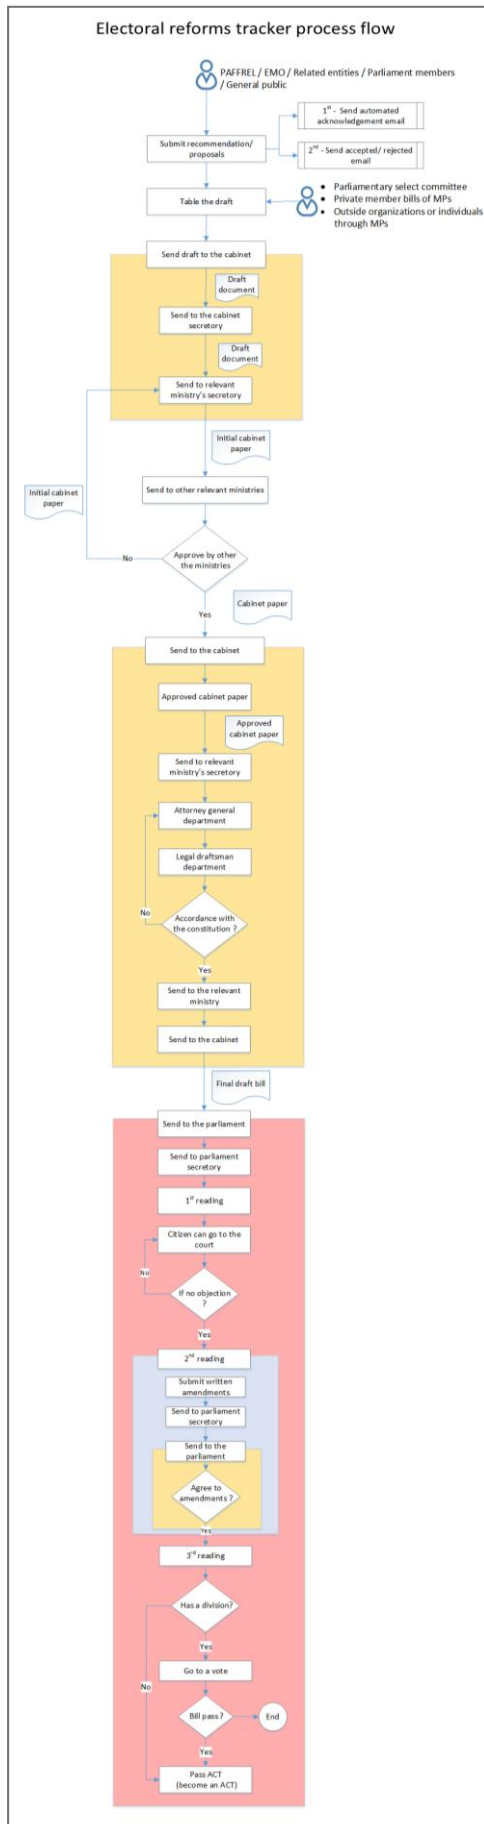 Electoral reforms tracker process flow
PAFFREL / EMO / Related entities / Parliament members
/ General public
1st - Send automated
acknowledgement email
Submit recommendation/
proposals
2nd - Send accepted/ rejected
email
Table the draft
• Parliamentary select committee
• Private member bills of MPs
• Outside organizations or individuals
through MPs
Send draft to the cabinet
Draft
document
Send to the cabinet
secretory
Draft
document
Send to relevant
ministry's secretory
Initial cabinet
paper
Send to other relevant ministries
Initial cabinet
paper
Approve by other
the ministries
No
Yes
Cabinet paper
Send to the cabinet
Approved cabinet paper
Approved
cabinet paper
Send to relevant
ministry's secretory
Attorney general
department
Legal draftsman
department
No
Accordance with
the constitution ?
Yes
Send to the relevant
ministry
Send to the cabinet
Final draft bill
Send to the parliament
Send to parliament
secretory
1st reading
Citizen can go to the
court
No
If no objection
?
Yes
2nd reading
Submit written
amendments
Send to parliament
secretory
Send to the
parliament
Agree to
amendments ?
Yes
3rd reading
Has a division?
Yes
Go to a vote
No
Bill pass ?
End
Yes
Pass ACT
(become an ACT)